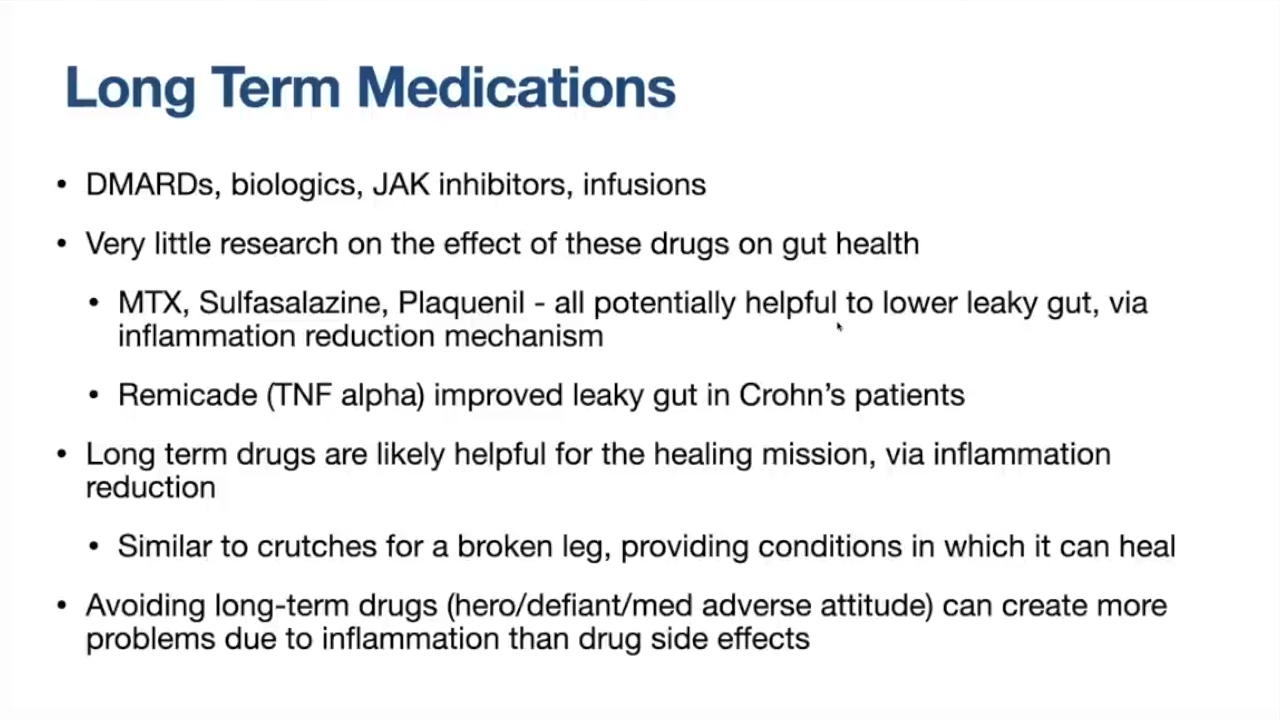 Long Term Medications
• DMARDs, biologics, JAK inhibitors, infusions
• Very little research on the effect of these drugs on gut health
• MTX, Sulfasalazine, Plaquenil - all potentially helpful to lower leaky gut, via
inflammation reduction mechanism
• Remicade (TNF alpha) improved leaky gut in Crohn’s patients
• Long term drugs are likely helpful for the healing mission, via inflammation
reduction
• Similar to crutches for a broken leg, providing conditions in which it can heal
• Avoiding long-term drugs (hero/defiant/med adverse attitude) can create more
problems due to inflammation than drug side effects